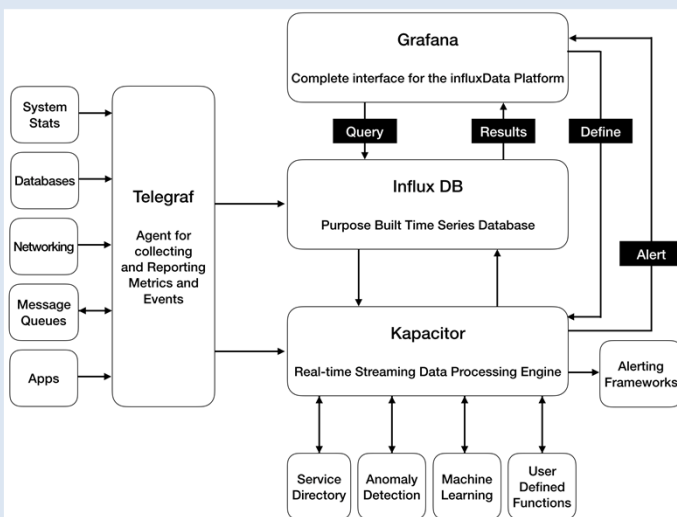 Grafana
Complete interface for the influxData Platform
Query
Results
Define
Alert
System
Stats
Databases
Networking
Message
Queues
Apps
Telegraf
Agent for
collecting
and Reporting
Metrics and
Events
Influx DB
Purpose Built Time Series Database
Kapacitor
Real-time Streaming Data Processing Engine
Alerting
Frameworks
Service
Directory
Anomaly
Detection
Machine
Learning
User
Defined
Functions